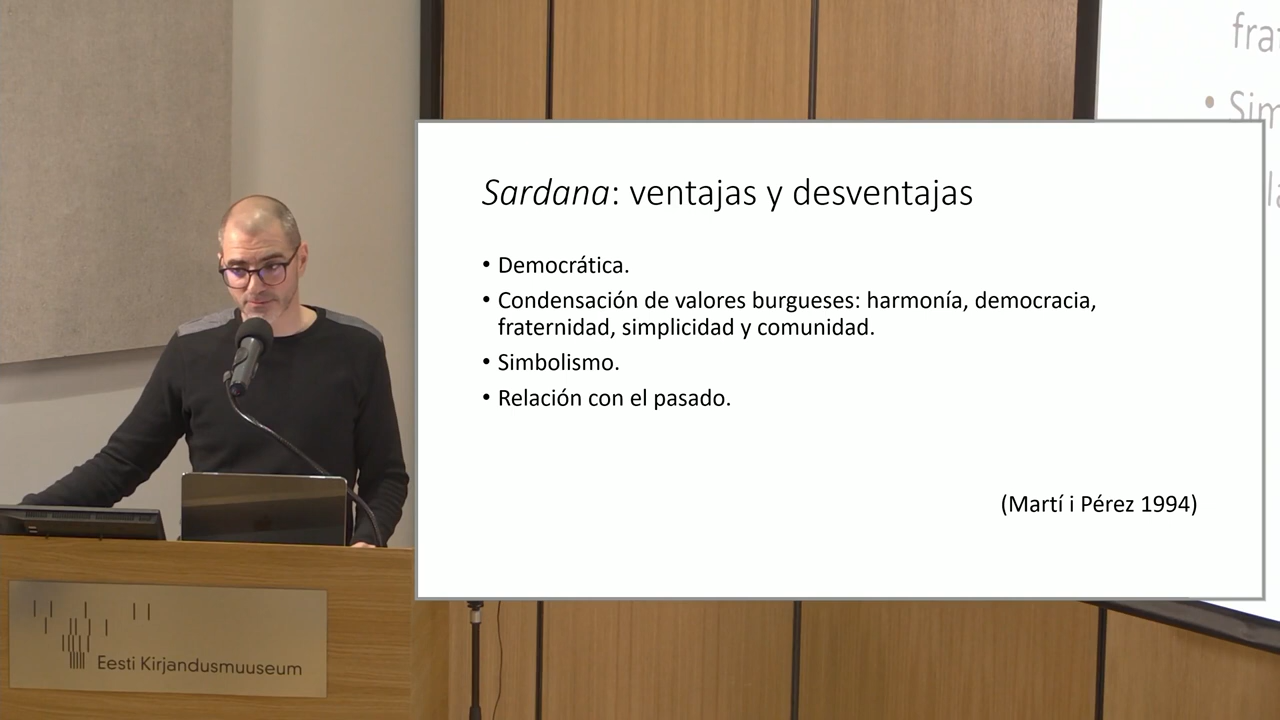 Sardana: ventajas y desventajas
• Democrática.
• Condensación de valores burgueses: harmonía, democracia,
fraternidad, simplicidad y comunidad.
• Simbolismo.
• Relación con el pasado.
(Martí i Pérez 1994)
Eesti Kirjandusmuuseum